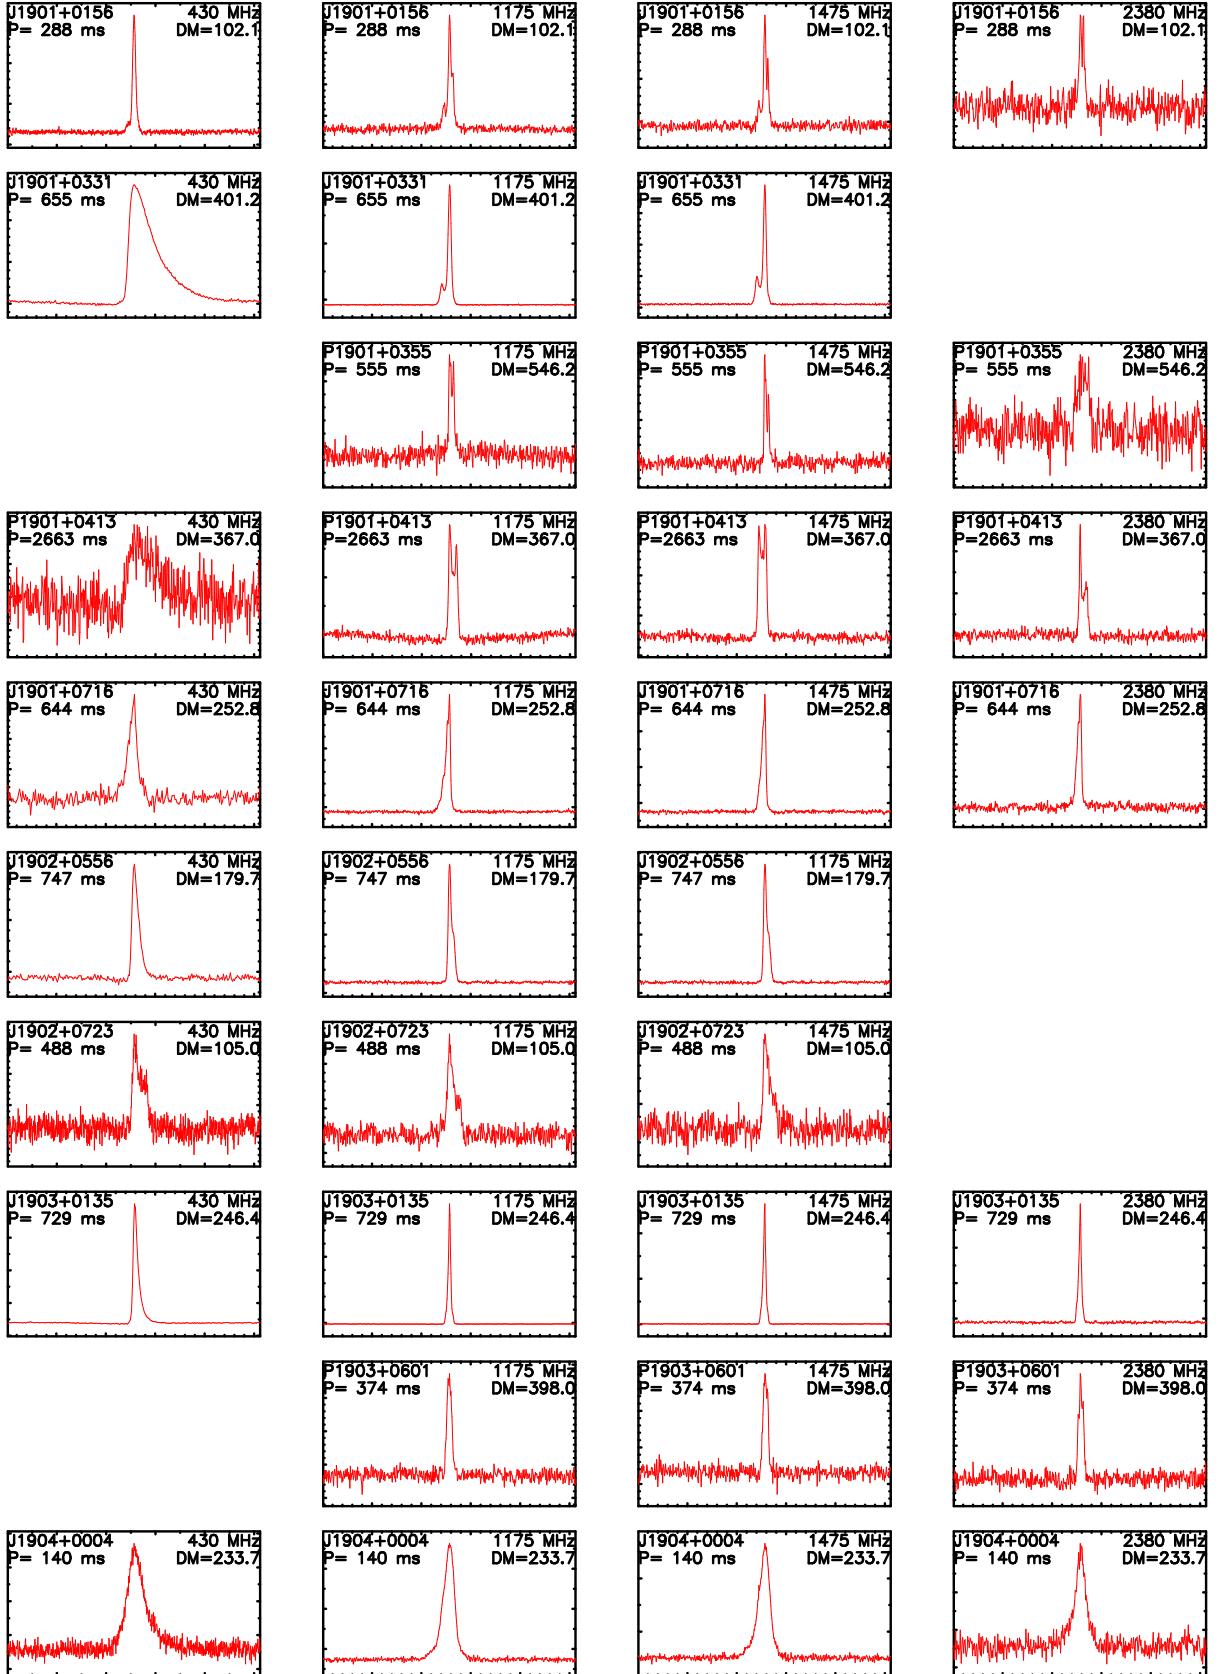 J1901+0156 430 MHz
P= 288 ms DM=102.1
J1901+0156 1175 MHz
P= 288 ms DM=102.1
J1901+0156 1475 MHz
P= 288 ms DM=102.1
J1901+0156 2380 MHz
P= 288 ms DM=102.1
J1901+0331 430 MHz
P= 655 ms DM=401.2
J1901+0331 1175 MHz
P= 655 ms DM=401.2
J1901+0331 1475 MHz
P= 655 ms DM=401.2
P1901+0355 1175 MHz
P= 555 ms DM=546.2
P1901+0355 1475 MHz
P= 555 ms DM=546.2
P1901+0355 2380 MHz
P= 555 ms DM=546.2
P1901+0413 430 MHz
P=2663 ms DM=367.0
P1901+0413 1175 MHz
P=2663 ms DM=367.0
P1901+0413 1475 MHz
P=2663 ms DM=367.0
P1901+0413 2380 MHz
P=2663 ms DM=367.0
J1901+0716 430 MHz
P= 644 ms DM=252.8
J1901+0716 1175 MHz
P= 644 ms DM=252.8
J1901+0716 1475 MHz
P= 644 ms DM=252.8
J1901+0716 2380 MHz
P= 644 ms DM=252.8
J1902+0556 430 MHz
P= 747 ms DM=179.7
J1902+0556 1175 MHz
P= 747 ms DM=179.7
J1902+0556 1175 MHz
P= 747 ms DM=179.7
J1902+0723 430 MHz
P= 488 ms DM=105.0
J1902+0723 1175 MHz
P= 488 ms DM=105.0
J1902+0723 1475 MHz
P= 488 ms DM=105.0
J1903+0135 430 MHz
P= 729 ms DM=246.4
J1903+0135 1175 MHz
P= 729 ms DM=246.4
J1903+0135 1475 MHz
P= 729 ms DM=246.4
J1903+0135 2380 MHz
P= 729 ms DM=246.4
P1903+0601 1175 MHz
P= 374 ms DM=398.0
P1903+0601 1475 MHz
P= 374 ms DM=398.0
P1903+0601 2380 MHz
P= 374 ms DM=398.0
J1904+0004 430 MHz
P= 140 ms DM=233.7
J1904+0004 1175 MHz
P= 140 ms DM=233.7
J1904+0004 1475 MHz
P= 140 ms DM=233.7
J1904+0004 2380 MHz
P= 140 ms DM=233.7